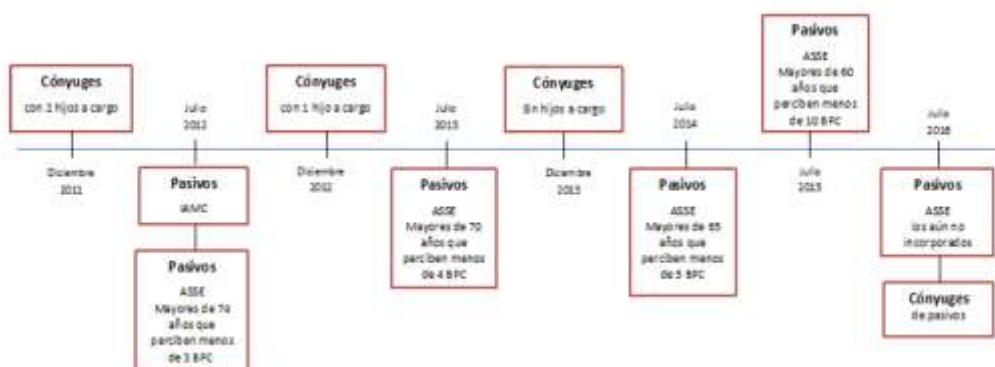 Cónyuges
con 2 hijos a cargo
Diciembre
2011
Julio
2012
Pasivos
IAMC
Pasivos
ASSE
Mayores de 74
años que
perciben menos
de 3 BPC
Cónyuges
con 1 hijo a cargo
Diciembre
2012
Julio
2013
Pasivos
ASSE
Mayores de 70
años que
perciben menos
de 4 BPC
Cónyuges
Sin hijos a cargo
Diciembre
2013
Julio
2014
Pasivos
ASSE
Mayores de 65
años que
perciben menos
de 5 BPC
Pasivos
ASSE
Mayores de 60
años que
perciben menos
de 10 BPC
Julio
2015
Julio
2016
Pasivos
ASSE
los aún no
incorporados
Cónyuges
de pasivos